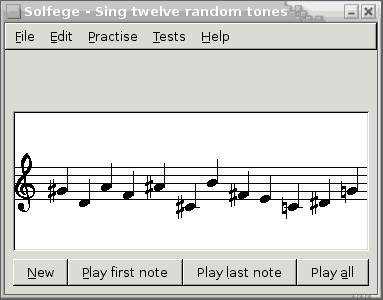 Solfege - Sing twelve random tones
File Edit Practise Tests Help
New Play first note Play last note Play all